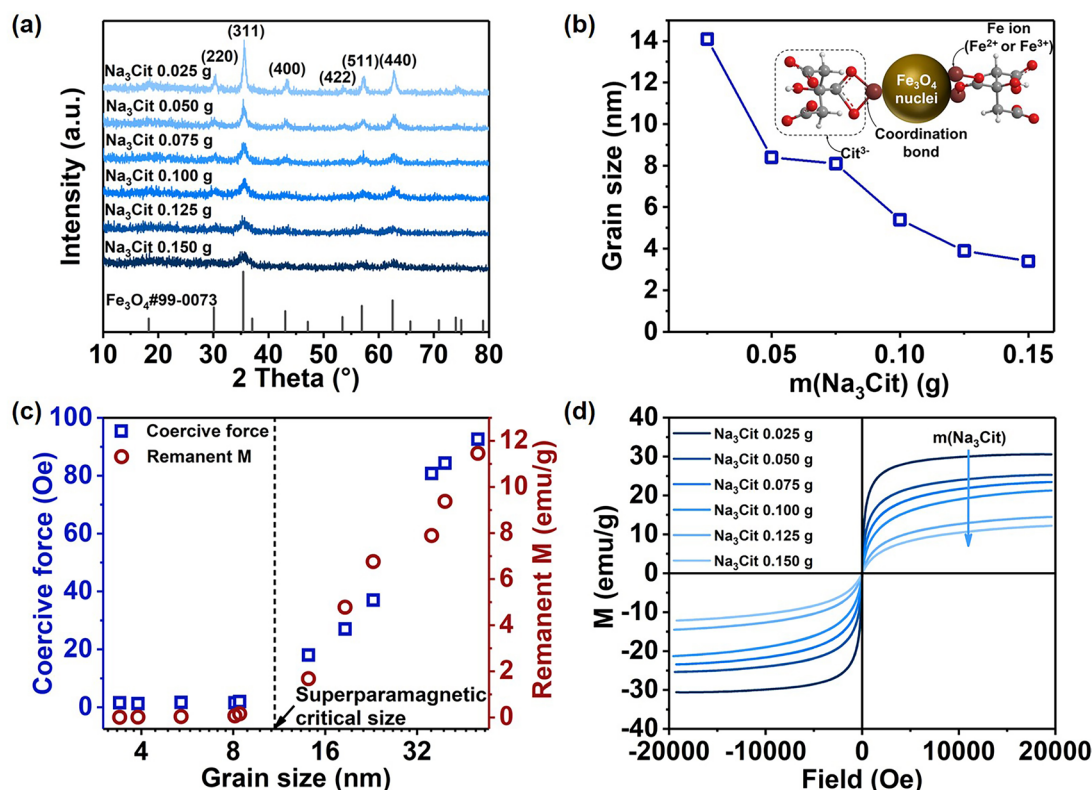 (a)
Intensity (a.u.)
(311)
(220)
(400)
(422)
(511)
(440)
Na₃Cit 0.025 g
Na₃Cit 0.050 g
Na₃Cit 0.075 g
Na₃Cit 0.100 g
Na₃Cit 0.125 g
Na₃Cit 0.150 g
Fe₃O₄#99-0073
10 20 30 40 50 60 70 80
2 Theta (°)
(b)
Grain size (nm)
14
12
10
8
6
4
2
0
Fe ion
(Fe²⁺ or Fe³⁺)
Fe₃O₄
nuclei
Coordination
bond
Cit³⁻
0.05 0.10 0.15
m(Na₃Cit) (g)
(c)
Coercive force (Oe)
100
80
60
40
20
0
Coercive force
Remanent M
Superparamagnetic
critical size
12
10
8
6
4
2
0
Remanent M (emu/g)
4 8 16 32
Grain size (nm)
(d)
M (emu/g)
40
30
20
10
0
-10
-20
-30
-40
Na₃Cit 0.025 g
Na₃Cit 0.050 g
Na₃Cit 0.075 g
Na₃Cit 0.100 g
Na₃Cit 0.125 g
Na₃Cit 0.150 g
m(Na₃Cit)
-20000 -10000 0 10000 20000
Field (Oe)